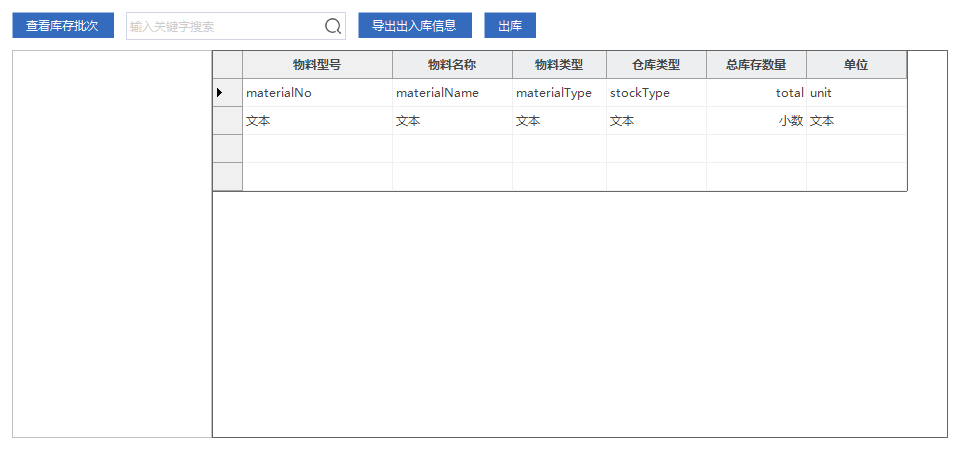 查看库存批次 输入关键字搜索 导出出入库信息 出库
物料型号 物料名称 物料类型 仓库类型 总库存数量 单位
materialNo materialName materialType stockType total unit
文本 文本 文本 文本 小数 文本